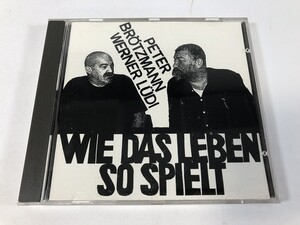 PETER
BRÖTZMANN
WERNER LÜDI
WIE DAS LEBEN
SO SPIELT